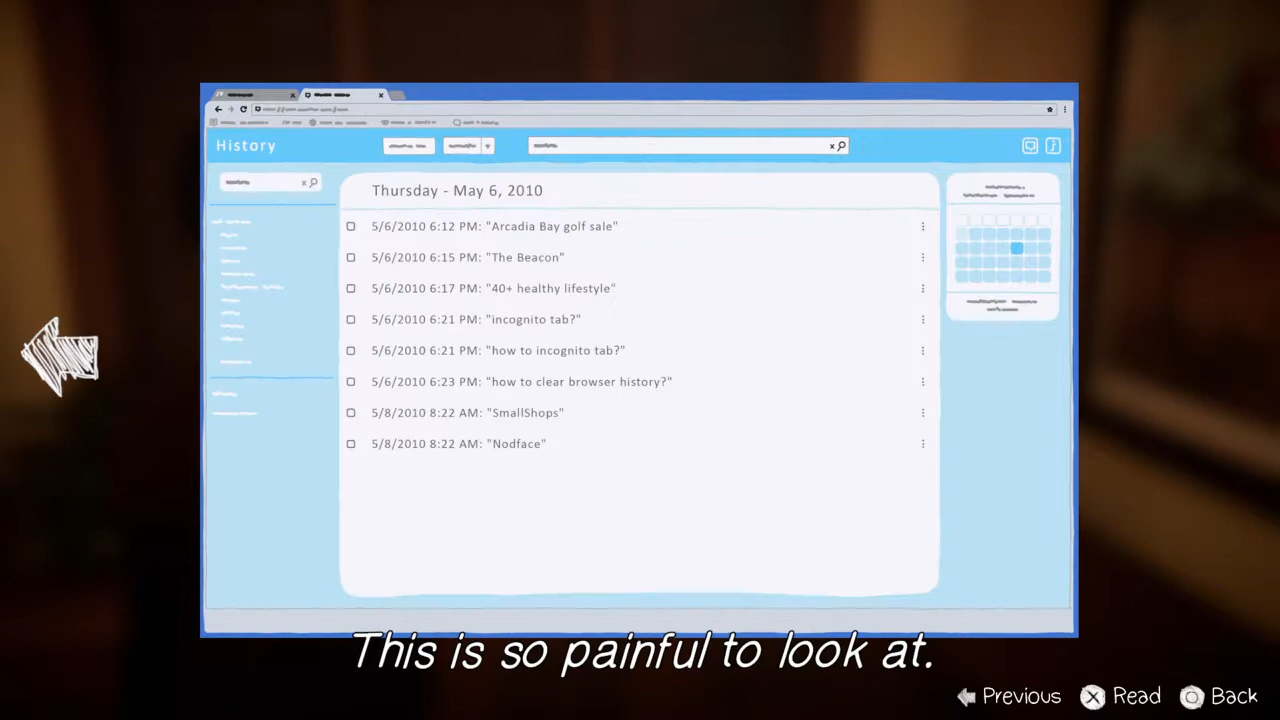 History
Thursday - May 6, 2010
5/6/2010 6:12 PM: "Arcadia Bay golf sale"
5/6/2010 6:15 PM: "The Beacon"
5/6/2010 6:17 PM: "40+ healthy lifestyle"
5/6/2010 6:21 PM: "incognito tab?"
5/6/2010 6:21 PM: "how to incognito tab?"
5/6/2010 6:23 PM: "how to clear browser history?"
5/8/2010 8:22 AM: "SmallShops"
5/8/2010 8:22 AM: "Nodface"
This is so painful to look at.
Previous Read Back